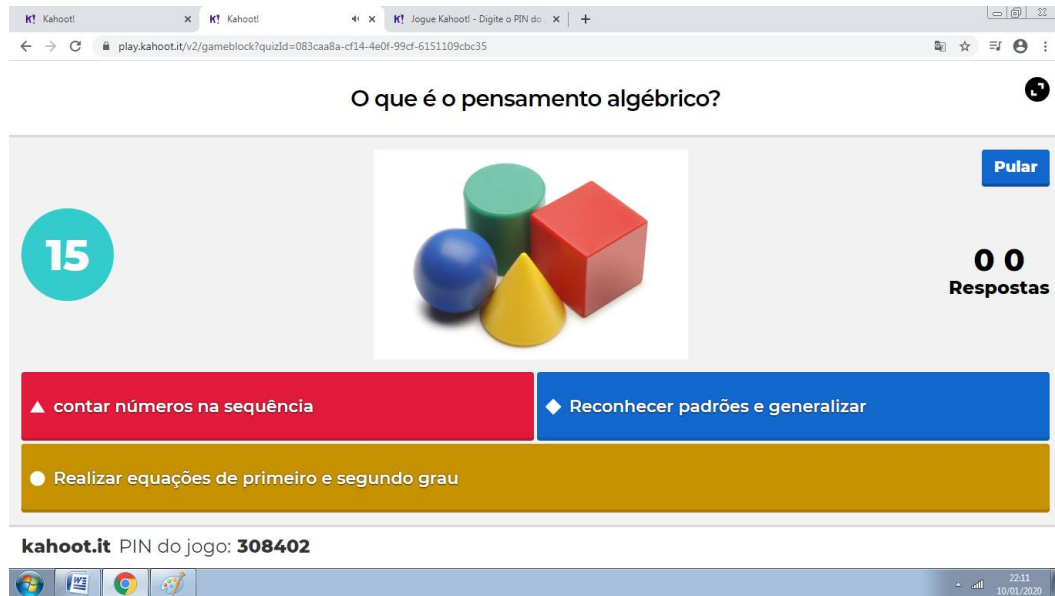 K! Kahoot!
K! Kahoot!
K! Jogue Kahoot! - Digite o PIN do
play.kahoot.it/v2/gameblock?quizId=083caa8a-cf14-4e0f-99cf-6151109cbc35
O que é o pensamento algébrico?
Pular
15
0 0
Respostas
contar números na sequência
Reconhecer padrões e generalizar
Realizar equações de primeiro e segundo grau
kahoot.it PIN do jogo: 308402
22:11
10/01/2020